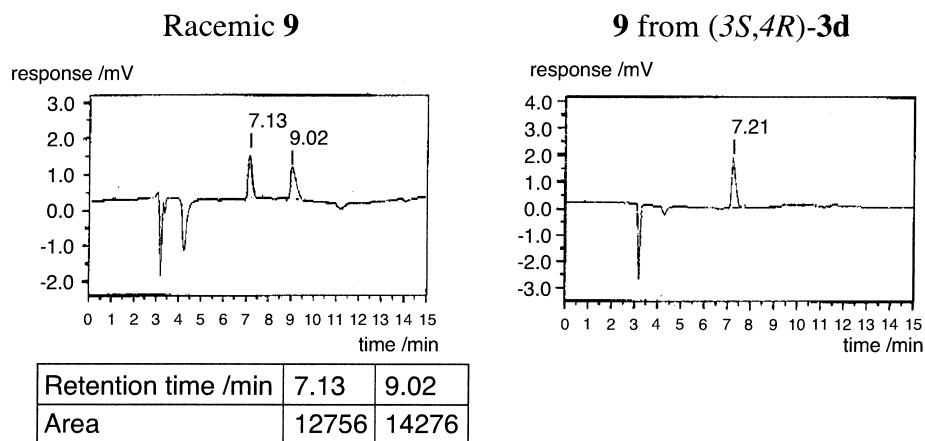 Racemic 9
9 from (3S,4R)-3d
response /mV
3.0
2.0
1.0
0.0
-1.0
-2.0
7.13
9.02
0 1 2 3 4 5 6 7 8 9 10 11 12 13 14 15
time /min
response /mV
4.0
3.0
2.0
1.0
0.0
-1.0
-2.0
-3.0
7.21
0 1 2 3 4 5 6 7 8 9 10 11 12 13 14 15
time /min
Retention time /min 7.13 9.02
Area 12756 14276